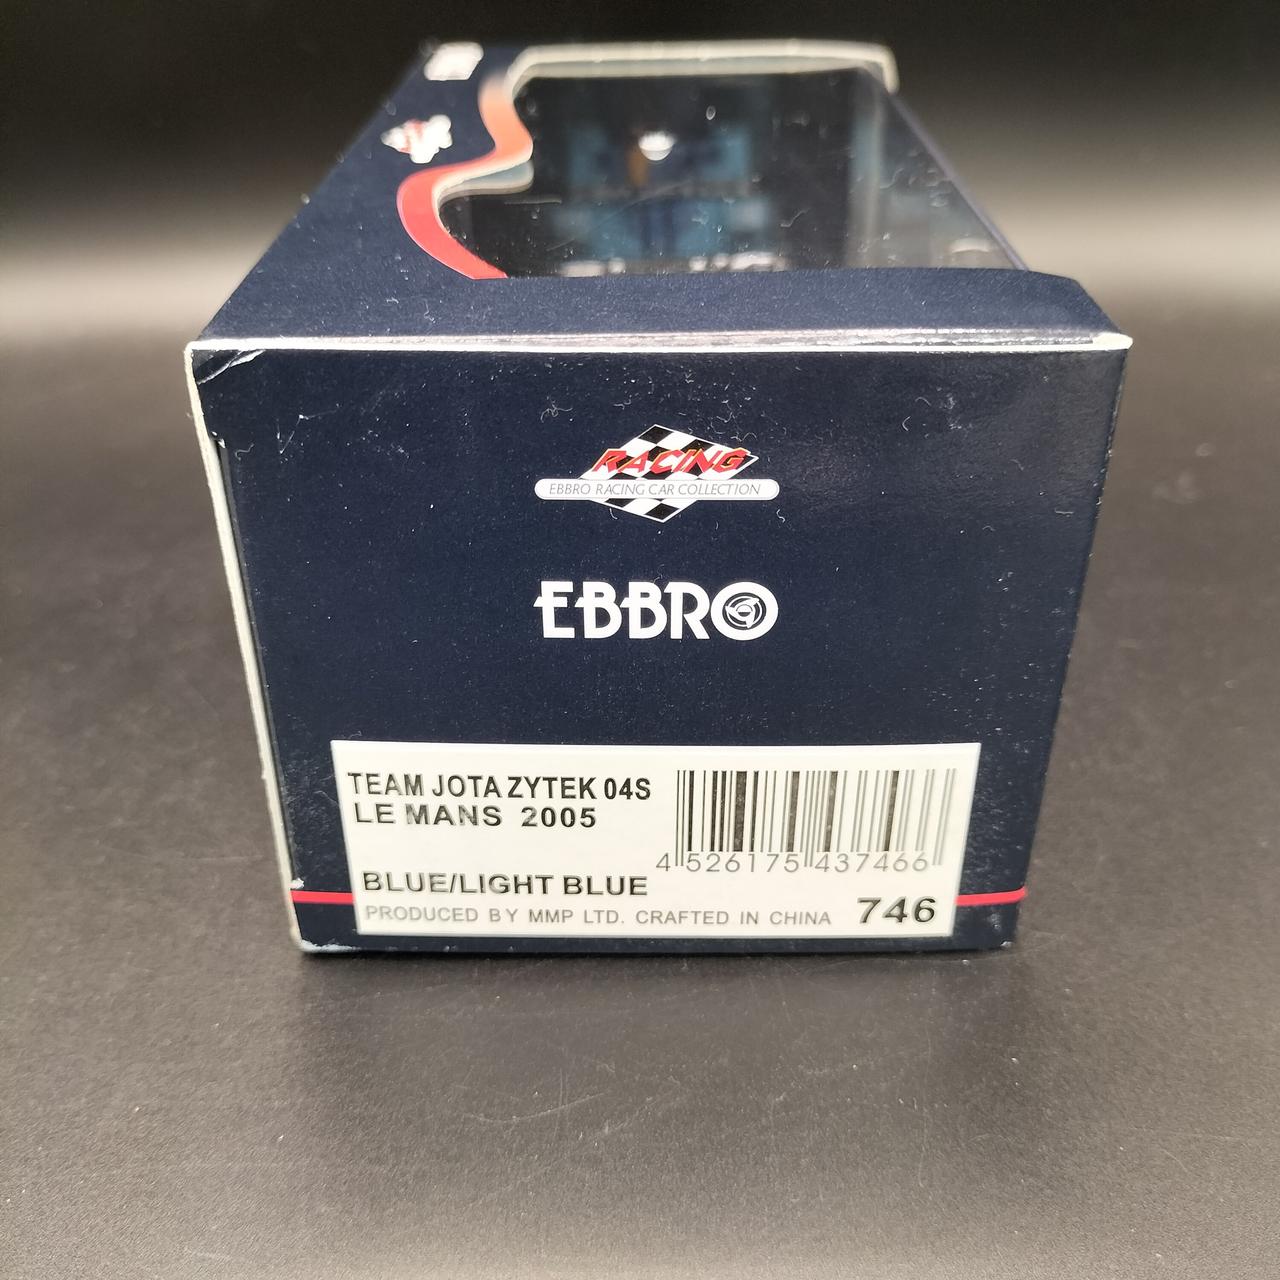 RACING
EBBRO RACING CAR COLLECTION
EBBRO
TEAM JOTA ZYTEK 04S
LE MANS 2005
4 526175 437466
BLUE/LIGHT BLUE
PRODUCED BY MMP LTD. CRAFTED IN CHINA 746